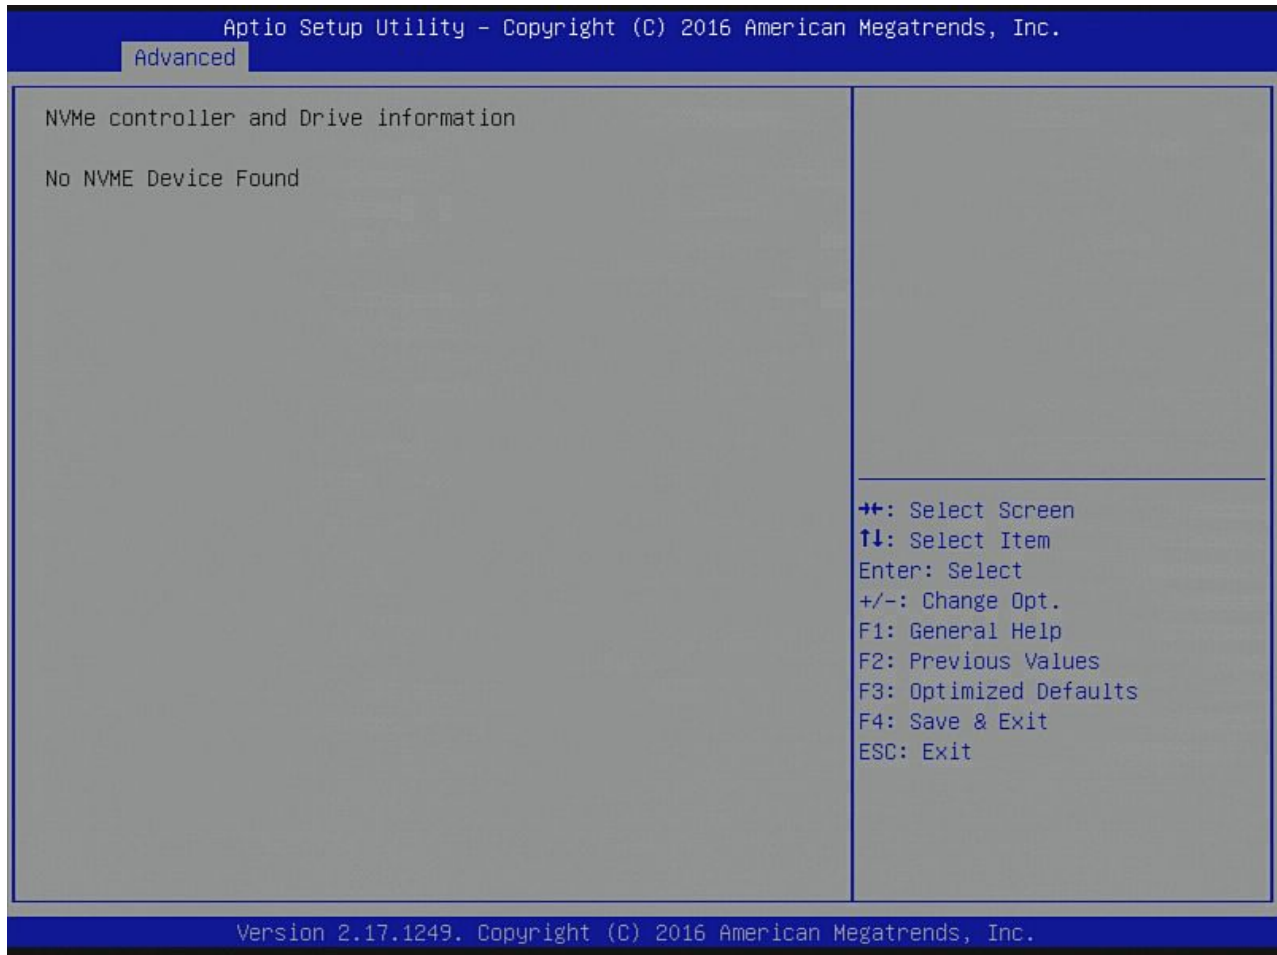 Aptio Setup Utility – Copyright (C) 2016 American Megatrends, Inc.
Advanced
NVMe controller and Drive information
No NVME Device Found
→←: Select Screen
↑↓: Select Item
Enter: Select
+/-: Change Opt.
F1: General Help
F2: Previous Values
F3: Optimized Defaults
F4: Save & Exit
ESC: Exit
Version 2.17.1249. Copyright (C) 2016 American Megatrends, Inc.